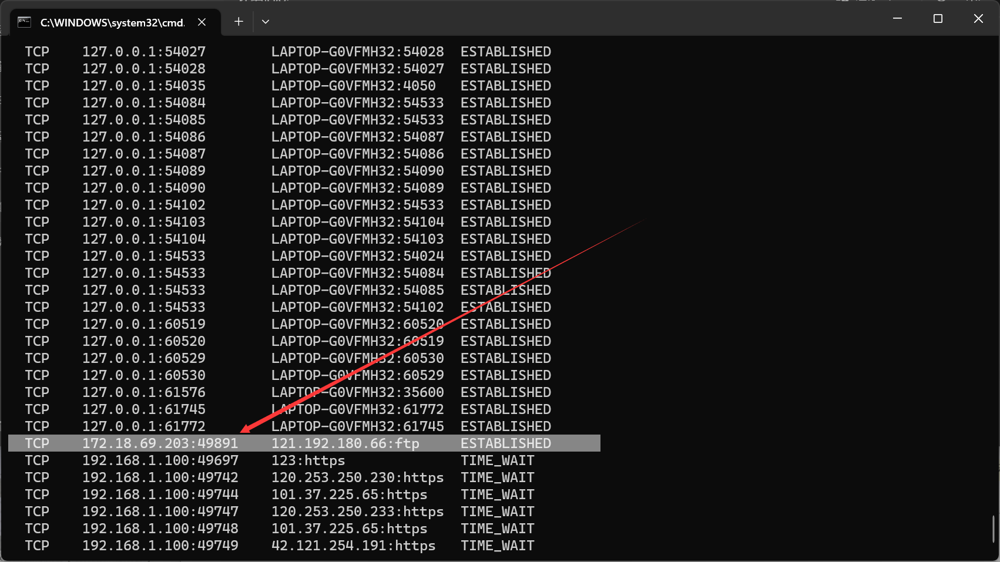 C:\WINDOWS\system32\cmd.
TCP 127.0.0.1:54027 LAPTOP-G0VFMH32:54028 ESTABLISHED
TCP 127.0.0.1:54028 LAPTOP-G0VFMH32:54027 ESTABLISHED
TCP 127.0.0.1:54035 LAPTOP-G0VFMH32:4050 ESTABLISHED
TCP 127.0.0.1:54084 LAPTOP-G0VFMH32:54533 ESTABLISHED
TCP 127.0.0.1:54085 LAPTOP-G0VFMH32:54533 ESTABLISHED
TCP 127.0.0.1:54086 LAPTOP-G0VFMH32:54087 ESTABLISHED
TCP 127.0.0.1:54087 LAPTOP-G0VFMH32:54086 ESTABLISHED
TCP 127.0.0.1:54089 LAPTOP-G0VFMH32:54090 ESTABLISHED
TCP 127.0.0.1:54090 LAPTOP-G0VFMH32:54089 ESTABLISHED
TCP 127.0.0.1:54102 LAPTOP-G0VFMH32:54533 ESTABLISHED
TCP 127.0.0.1:54103 LAPTOP-G0VFMH32:54104 ESTABLISHED
TCP 127.0.0.1:54104 LAPTOP-G0VFMH32:54103 ESTABLISHED
TCP 127.0.0.1:54533 LAPTOP-G0VFMH32:54024 ESTABLISHED
TCP 127.0.0.1:54533 LAPTOP-G0VFMH32:54084 ESTABLISHED
TCP 127.0.0.1:54533 LAPTOP-G0VFMH32:54085 ESTABLISHED
TCP 127.0.0.1:54533 LAPTOP-G0VFMH32:54102 ESTABLISHED
TCP 127.0.0.1:60519 LAPTOP-G0VFMH32:60520 ESTABLISHED
TCP 127.0.0.1:60520 LAPTOP-G0VFMH32:60519 ESTABLISHED
TCP 127.0.0.1:60529 LAPTOP-G0VFMH32:60530 ESTABLISHED
TCP 127.0.0.1:60530 LAPTOP-G0VFMH32:60529 ESTABLISHED
TCP 127.0.0.1:61576 LAPTOP-G0VFMH32:35600 ESTABLISHED
TCP 127.0.0.1:61745 LAPTOP-G0VFMH32:61772 ESTABLISHED
TCP 127.0.0.1:61772 LAPTOP-G0VFMH32:61745 ESTABLISHED
TCP 172.18.69.203:49891 121.192.180.66:ftp ESTABLISHED
TCP 192.168.1.100:49697 123:https TIME_WAIT
TCP 192.168.1.100:49742 120.253.250.230:https TIME_WAIT
TCP 192.168.1.100:49744 101.37.225.65:https TIME_WAIT
TCP 192.168.1.100:49747 120.253.250.233:https TIME_WAIT
TCP 192.168.1.100:49748 101.37.225.65:https TIME_WAIT
TCP 192.168.1.100:49749 42.121.254.191:https TIME_WAIT